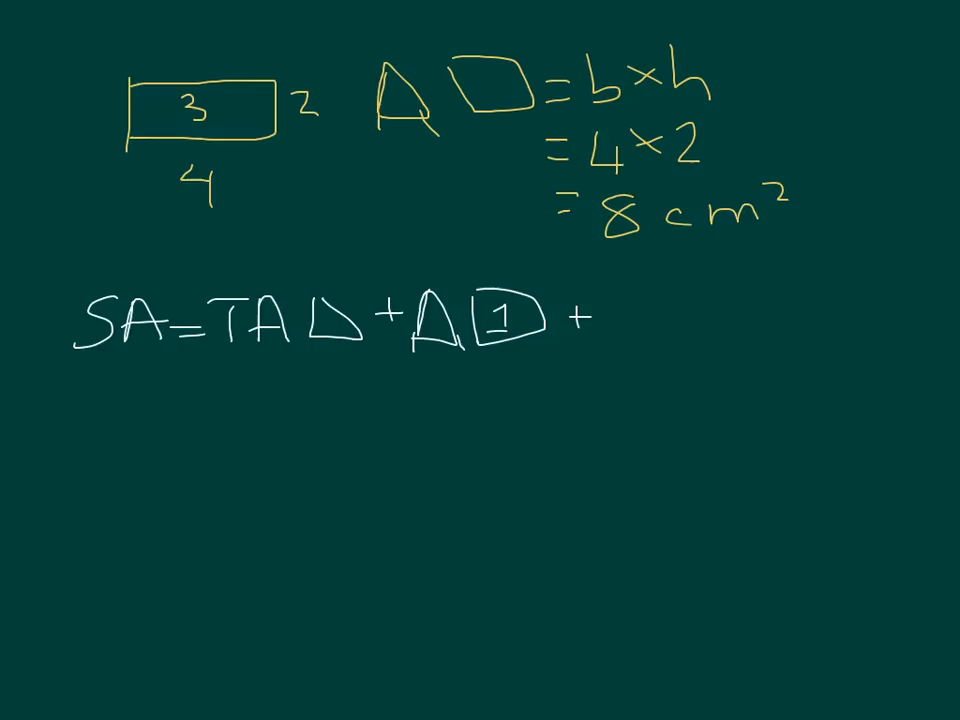 3 2 A ▱ = b × h
4
= 4 × 2
= 8 cm²
SA = TA △ + A ▭ 1 +